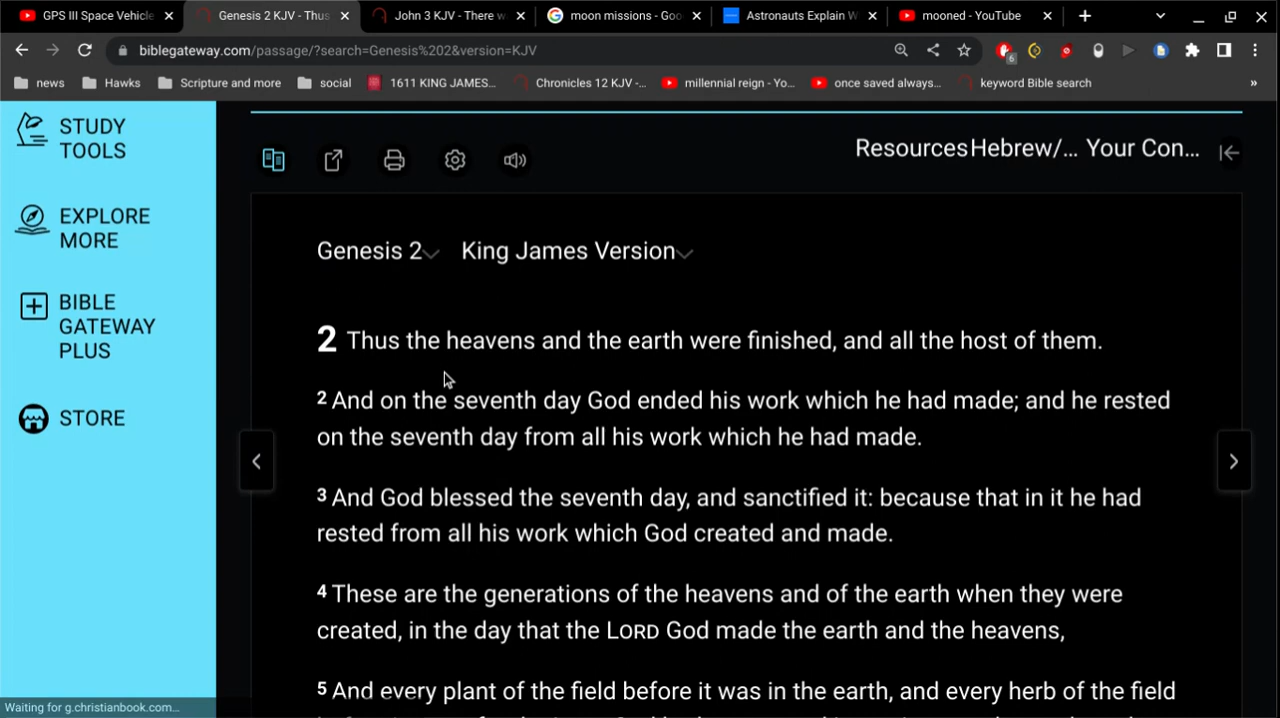 GPS III Space Vehicle
Genesis 2 KJV - Thus
John 3 KJV - There w
moon missions - Goo
Astronauts Explain W
mooned - YouTube
biblegateway.com/passage/?search=Genesis%202&version=KJV
6
news
Hawks
Scripture and more
social
1611 KING JAMES...
Chronicles 12 KJV -...
millennial reign - Yo...
once saved always...
keyword Bible search
»
STUDY
TOOLS
EXPLORE
MORE
BIBLE
GATEWAY
PLUS
STORE
Resources
Hebrew/...
Your Con...
Genesis 2
King James Version
2 Thus the heavens and the earth were finished, and all the host of them.
2 And on the seventh day God ended his work which he had made; and he rested
on the seventh day from all his work which he had made.
3 And God blessed the seventh day, and sanctified it: because that in it he had
rested from all his work which God created and made.
4 These are the generations of the heavens and of the earth when they were
created, in the day that the LORD God made the earth and the heavens,
5 And every plant of the field before it was in the earth, and every herb of the field
Waiting for g.christianbook.com...